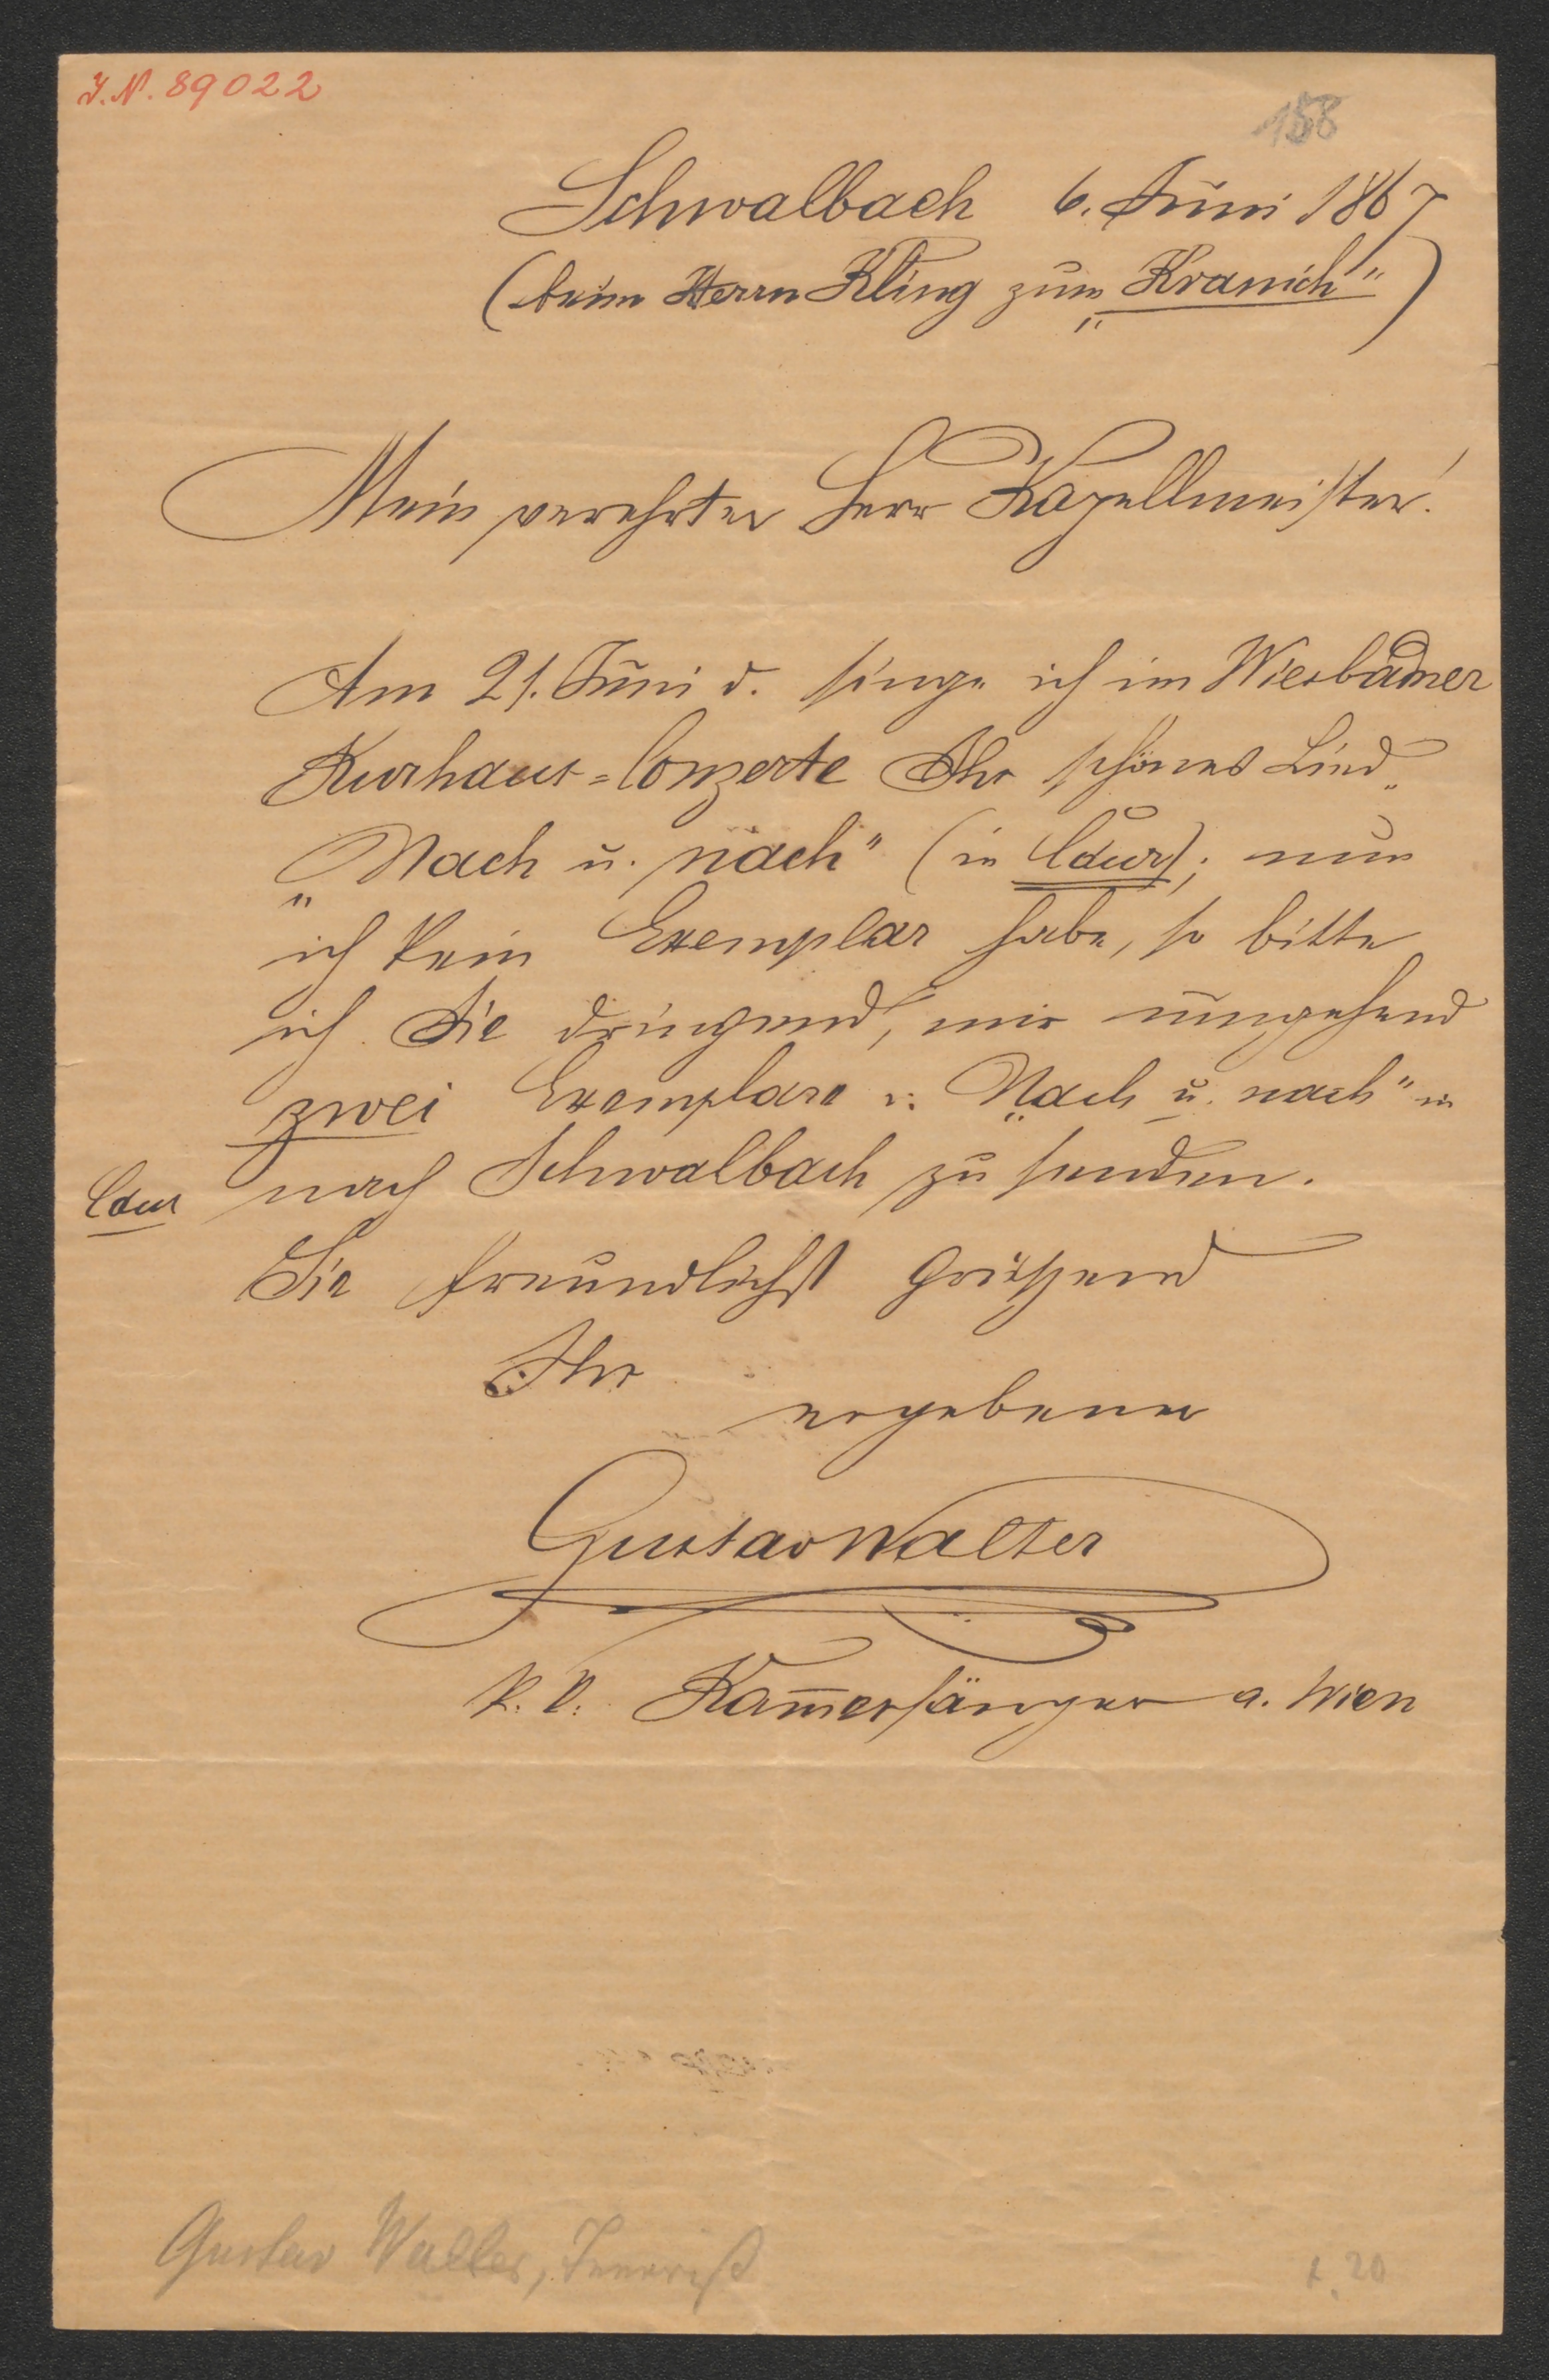 I.N. 89022
158
Schwalbach 6. Juni 1867
(beim Herrn Kling zum „Kranich")
Mein verehrter Herr Kapellmeister!
Am 21. Juni d. singe ich im Wiesbadner
Kurhaus=Conzerte Ihr schönes Lied
„Nach u. nach" (in Cdur); nun
ich kein Exemplar habe, so bitte
ich Sie dringend, mir umgehend
zwei Exemplare v. „Nach u. nach" in
Cdur nach Schwalbach zu senden.
Sie freundlichst grüßend
Ihr
ergebener
Gustav Walter
k. k. Kam̄ersänger a. Wien
Gustav Walter, Tenorist
20